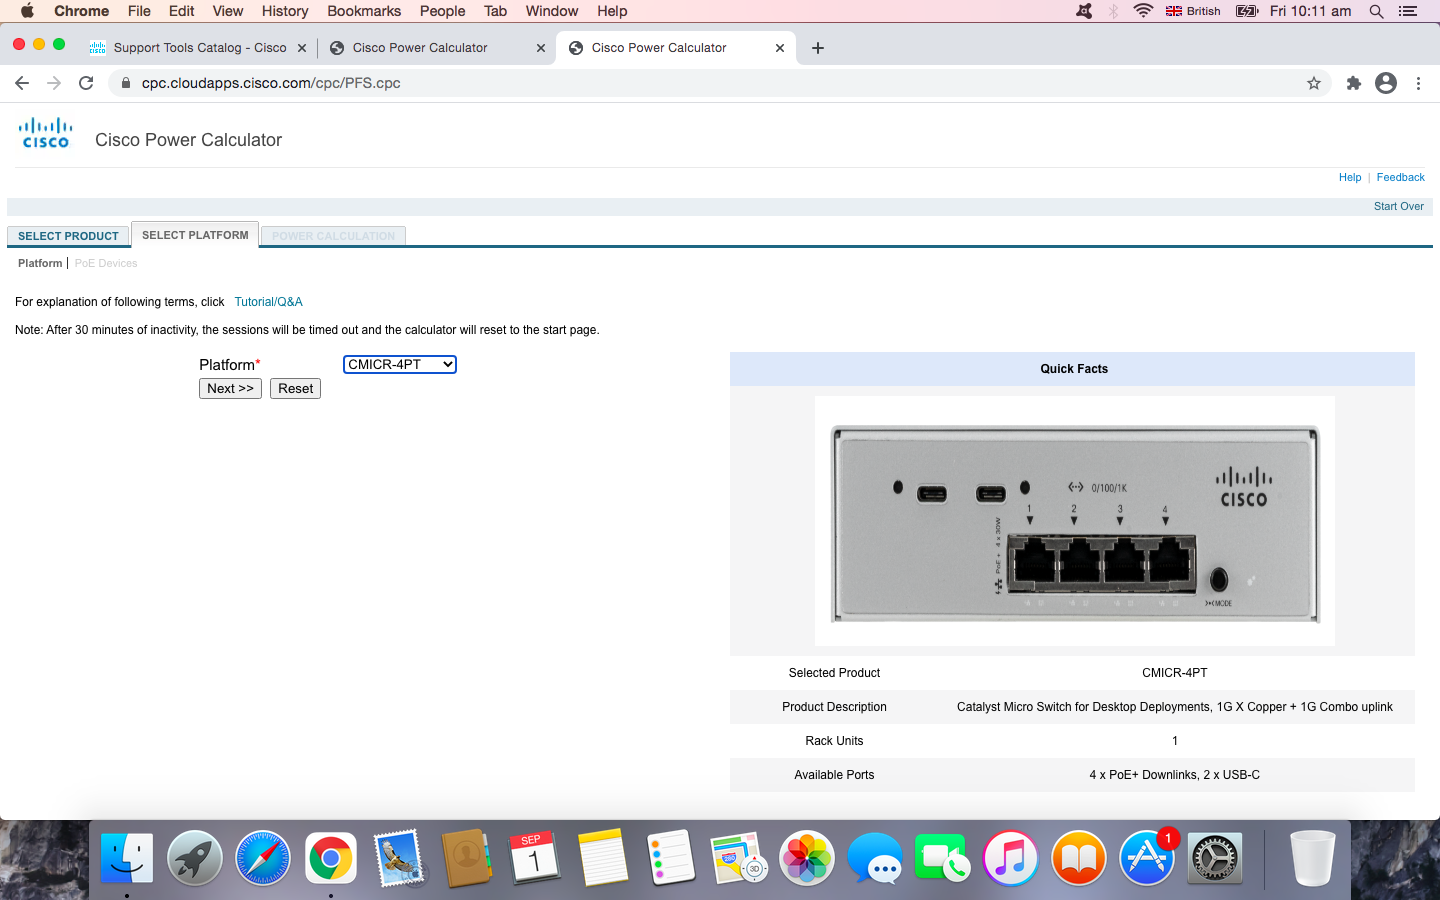 Chrome File Edit View History Bookmarks People Tab Window Help British Fri 10:11 am
Support Tools Catalog - Cisco Cisco Power Calculator Cisco Power Calculator
cpc.cloudapps.cisco.com/cpc/PFS.cpc
CISCO Cisco Power Calculator
Help | Feedback
Start Over
SELECT PRODUCT SELECT PLATFORM POWER CALCULATION
Platform | PoE Devices
For explanation of following terms, click Tutorial/Q&A
Note: After 30 minutes of inactivity, the sessions will be timed out and the calculator will reset to the start page.
Platform* CMICR-4PT
Next >> Reset
Quick Facts
0/100/1K
CISCO
1 2 3 4
PoE + 4 x 30W
MODE
Selected Product CMICR-4PT
Product Description Catalyst Micro Switch for Desktop Deployments, 1G X Copper + 1G Combo uplink
Rack Units 1
Available Ports 4 x PoE+ Downlinks, 2 x USB-C
SEP
1
280
3D
1